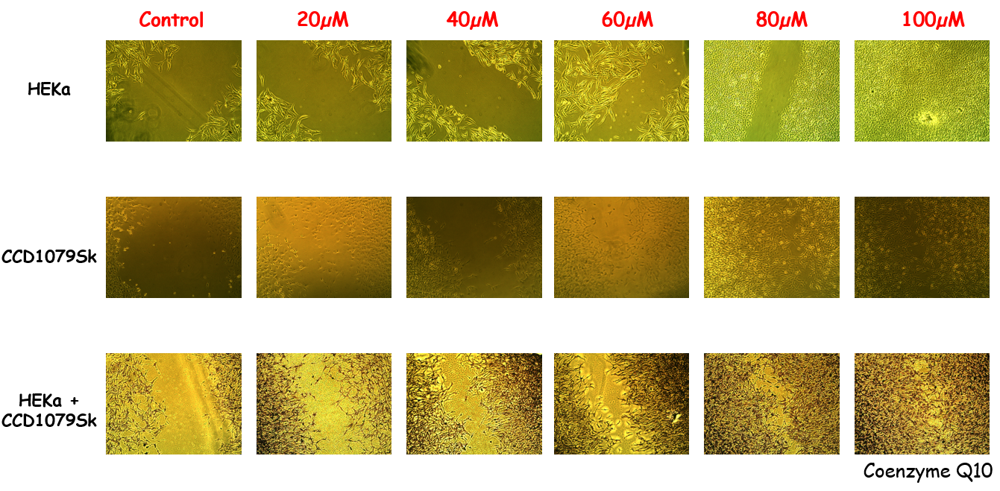 Control 20µM 40µM 60µM 80µM 100µM
HEKa
CCD1079Sk
HEKa +
CCD1079Sk
Coenzyme Q10